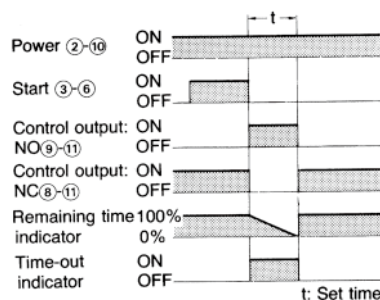 t
Power ②-⑩ ON
OFF
Start ③-⑥ ON
OFF
Control output: ON
NO⑨-⑪ OFF
Control output: ON
NC⑧-⑪ OFF
Remaining time 100%
indicator 0%
Time-out ON
indicator OFF
t: Set time